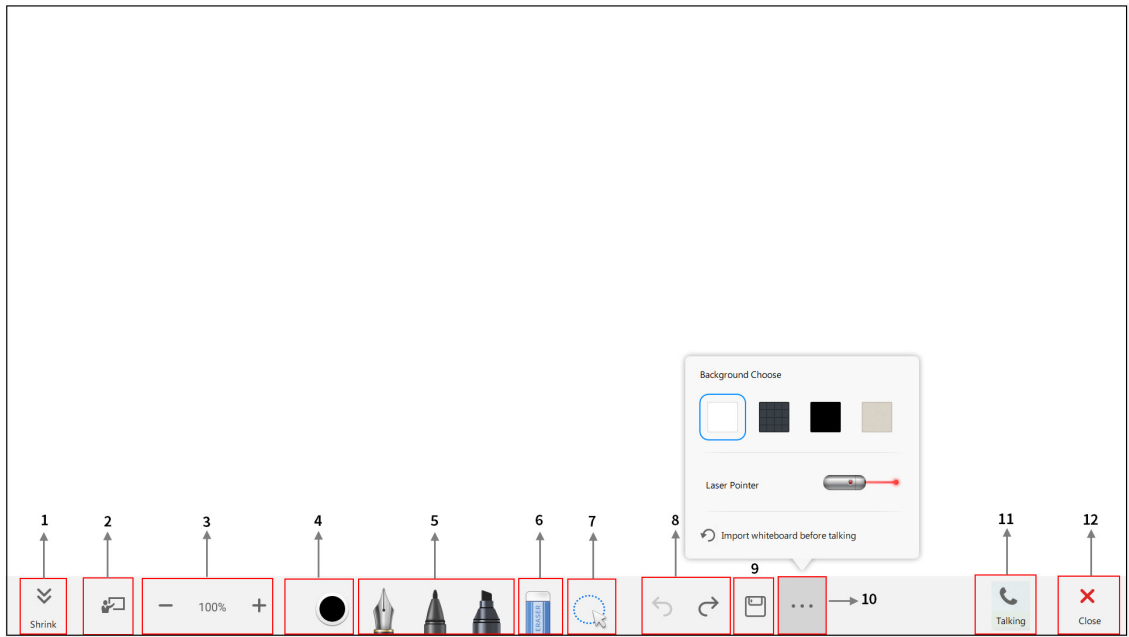 Background Choose
Laser Pointer
Import whiteboard before talking
1
2
3
4
5
6
7
8
9
10
11
12
Shrink
100%
ERASER
Talking
Close